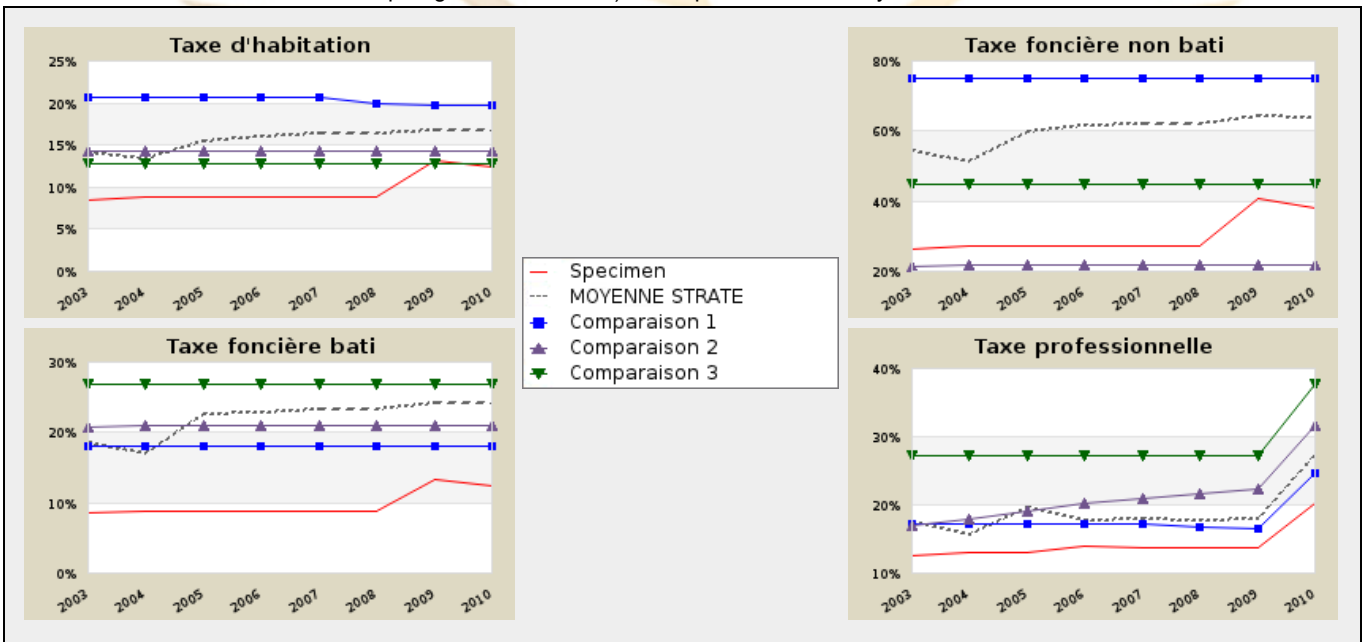 Taxe d'habitation
25%
20%
15%
10%
5%
0%
2003 2004 2005 2006 2007 2008 2009 2010
Taxe foncière non bati
80%
60%
40%
20%
2003 2004 2005 2006 2007 2008 2009 2010
Specimen
MOYENNE STRATE
Comparaison 1
Comparaison 2
Comparaison 3
Taxe foncière bati
30%
20%
10%
0%
2003 2004 2005 2006 2007 2008 2009 2010
Taxe professionnelle
40%
30%
20%
10%
2003 2004 2005 2006 2007 2008 2009 2010